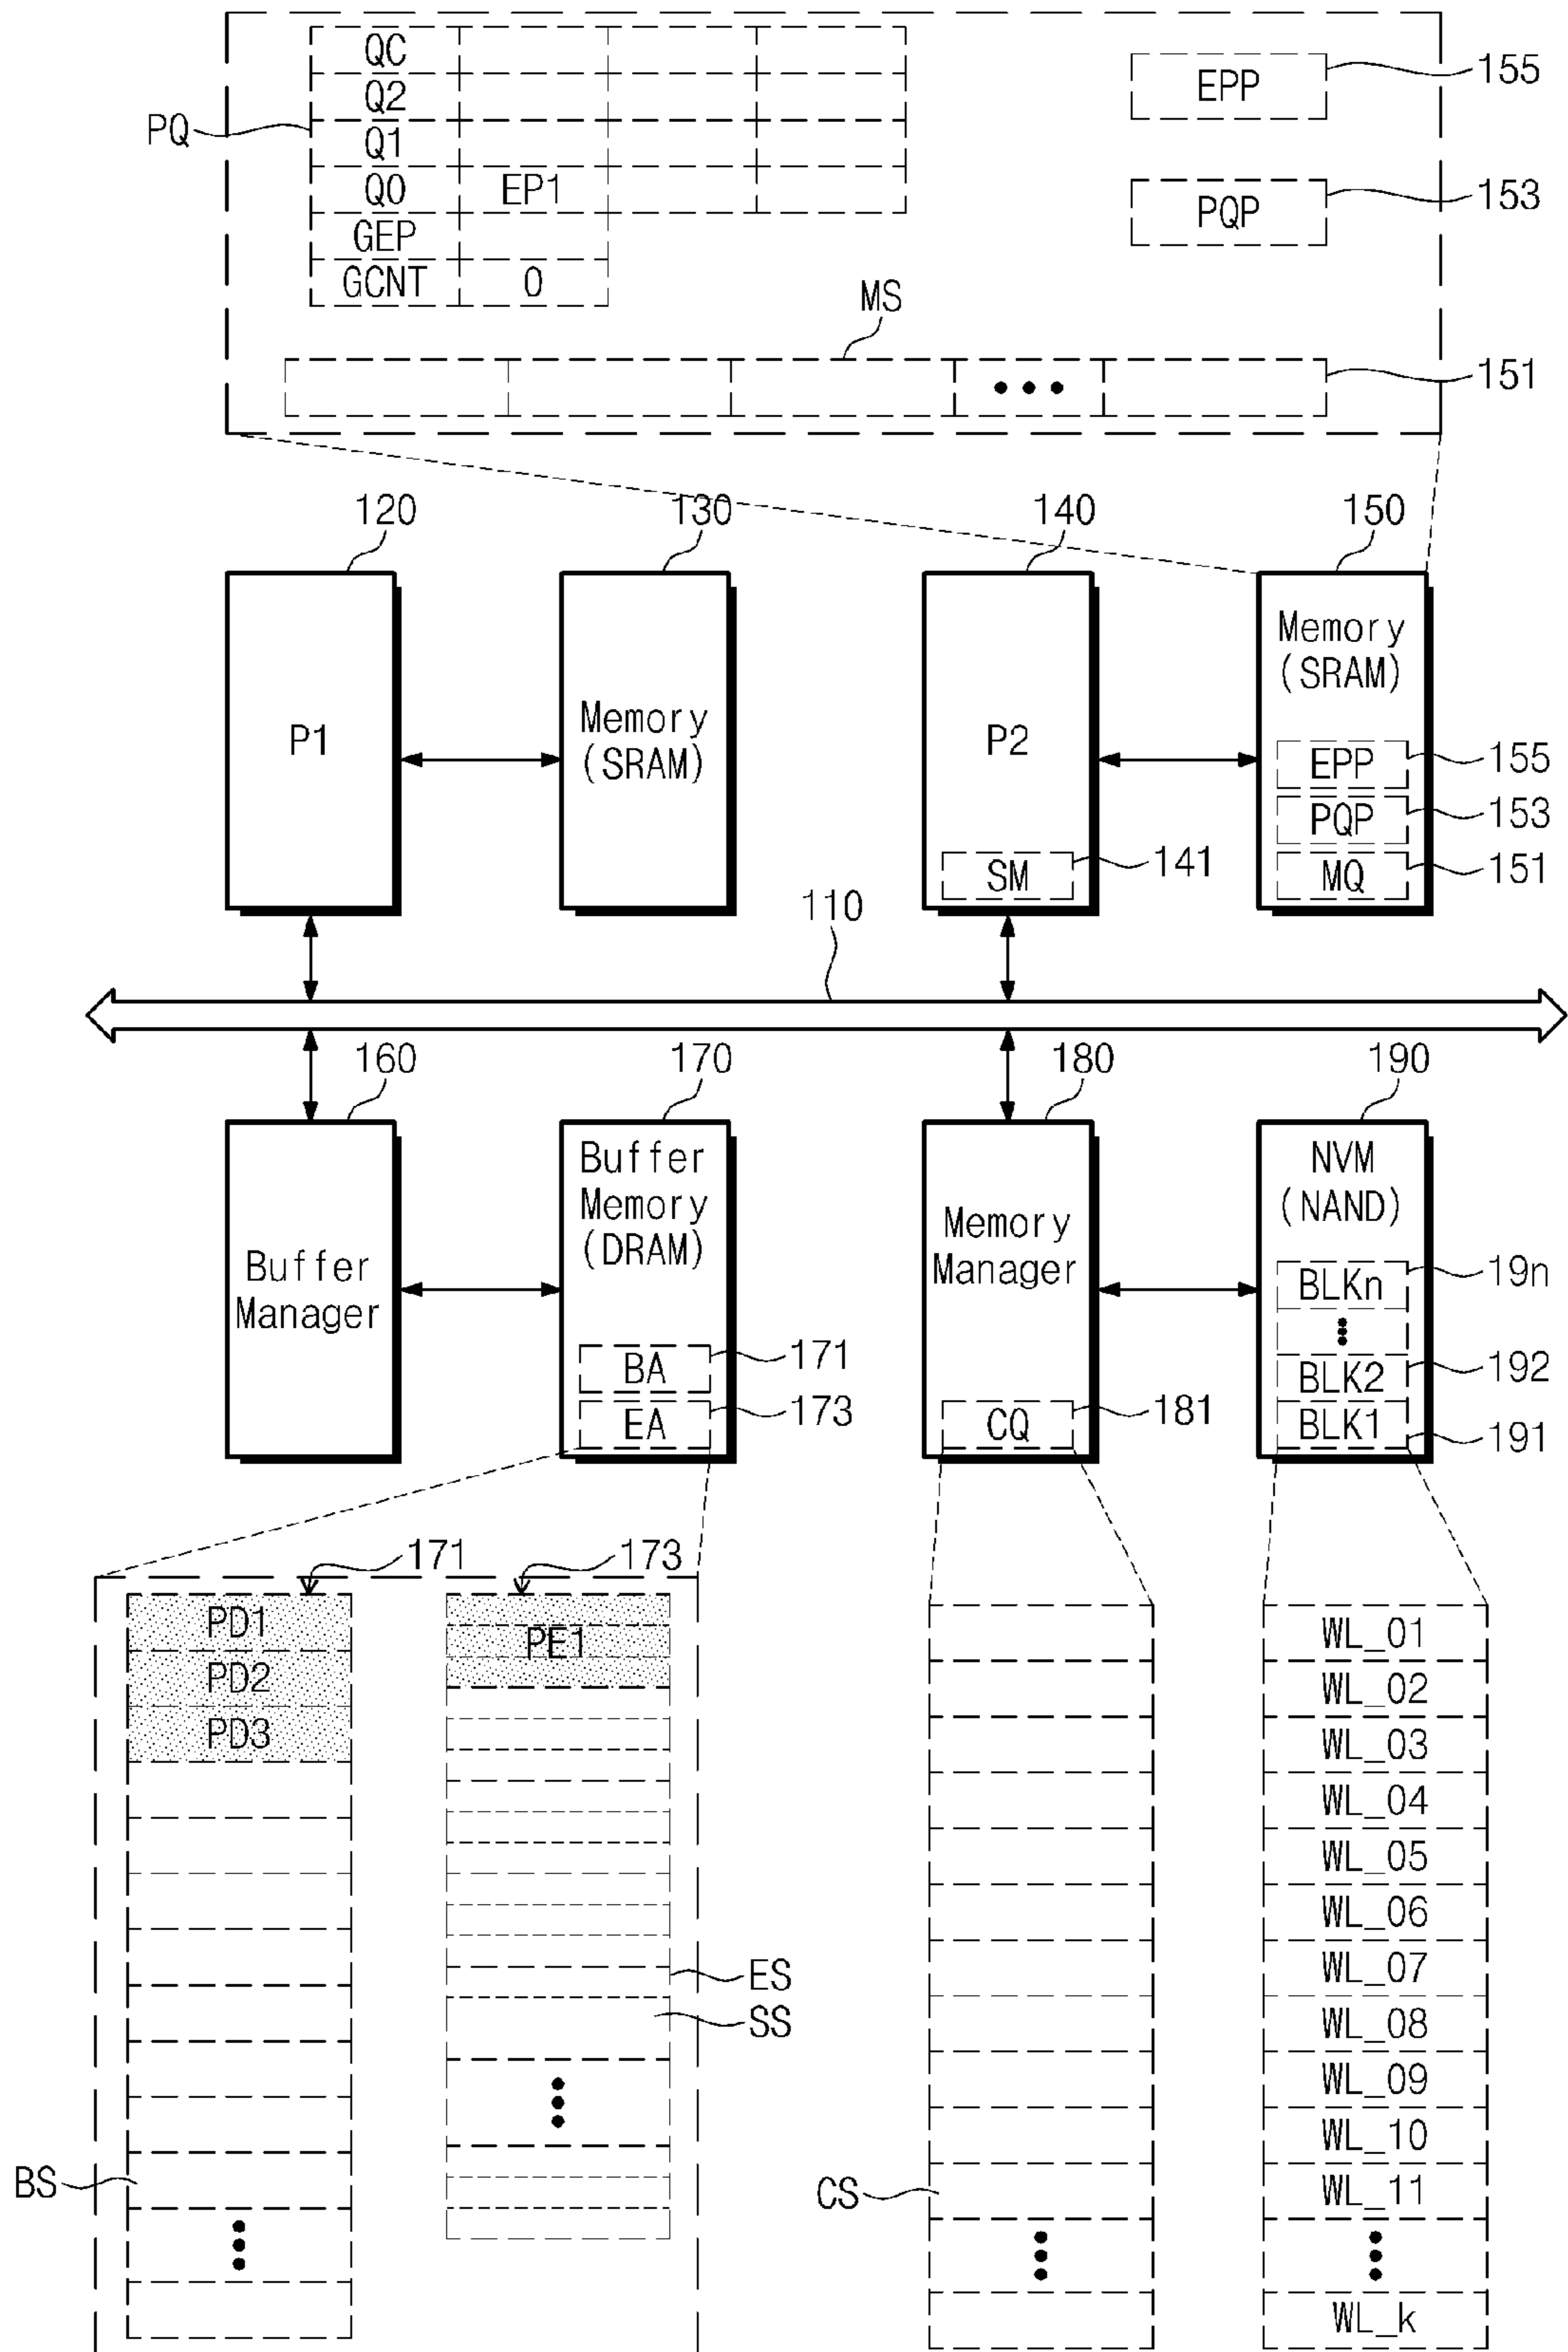 QC
Q2
Q1
Q0 EP1
GEP
GCNT 0
PQ
EPP 155
PQP 153
MS
151
120 130 140 150
P1
Memory
(SRAM)
P2
SM 141
Memory
(SRAM)
EPP 155
PQP 153
MQ 151
110
160 170 180 190
Buffer
Manager
Buffer
Memory
(DRAM)
BA 171
EA 173
Memory
Manager
CQ 181
NVM
(NAND)
BLKn 19n
BLK2 192
BLK1 191
171 173
PD1
PD2
PD3
BS
PE1
ES
SS
CS
WL_01
WL_02
WL_03
WL_04
WL_05
WL_06
WL_07
WL_08
WL_09
WL_10
WL_11
WL_k